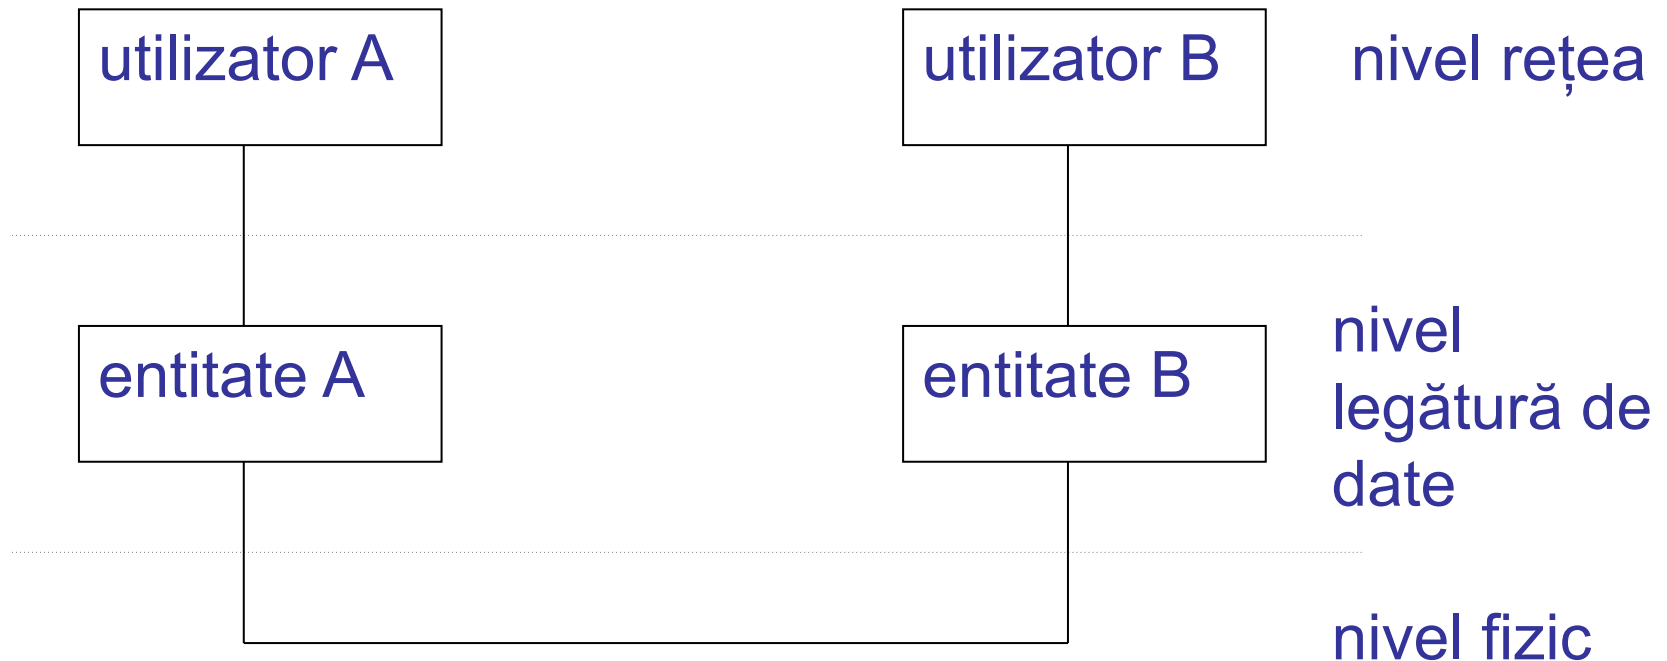 utilizator A
utilizator B
nivel rețea
entitate A
entitate B
nivel
legătură de
date
nivel fizic